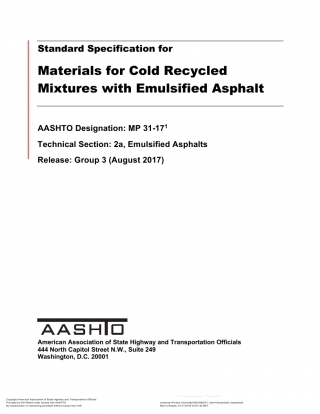 Standard Specification for
Materials for Cold Recycled
Mixtures with Emulsified Asphalt
AASHTO Designation: MP 31-17¹
Technical Section: 2a, Emulsified Asphalts
Release: Group 3 (August 2017)
AASHTO
American Association of State Highway and Transportation Officials
444 North Capitol Street N.W., Suite 249
Washington, D.C. 20001